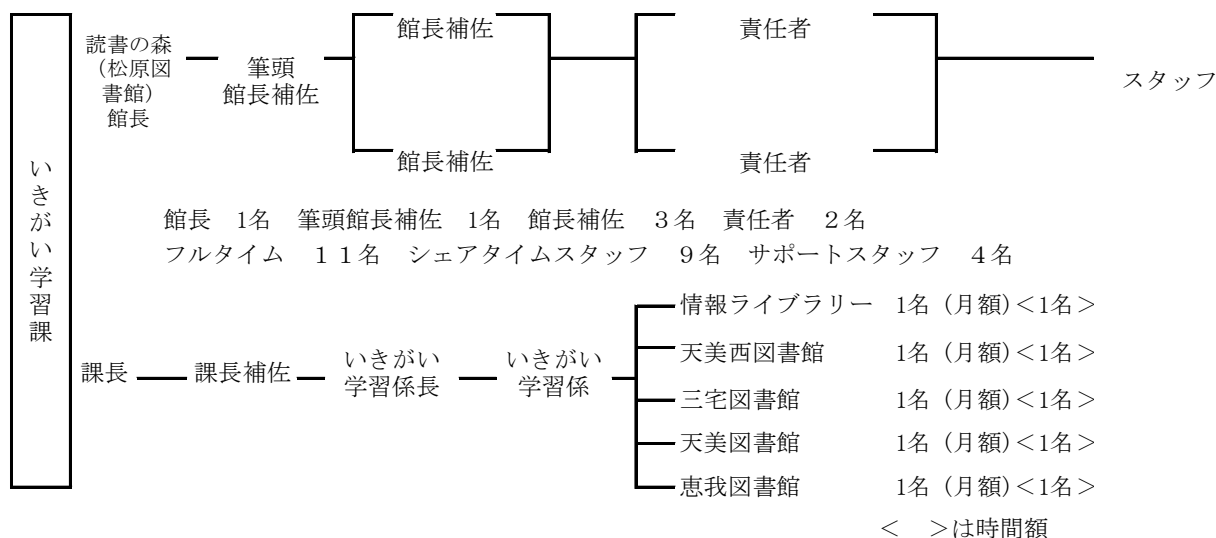 いきがい学習課
読書の森
（松原図
書館）
館長
筆頭
館長補佐
館長補佐
館長補佐
責任者
責任者
スタッフ
館長　1名　筆頭館長補佐　1名　館長補佐　３名　責任者　２名
フルタイム　１１名　シェアタイムスタッフ　９名　サポートスタッフ　４名
課長
課長補佐
いきがい
学習係長
いきがい
学習係
情報ライブラリー　1名（月額）＜1名＞
天美西図書館　1名（月額）＜1名＞
三宅図書館　1名（月額）＜1名＞
天美図書館　1名（月額）＜1名＞
恵我図書館　1名（月額）＜1名＞
＜　＞は時間額